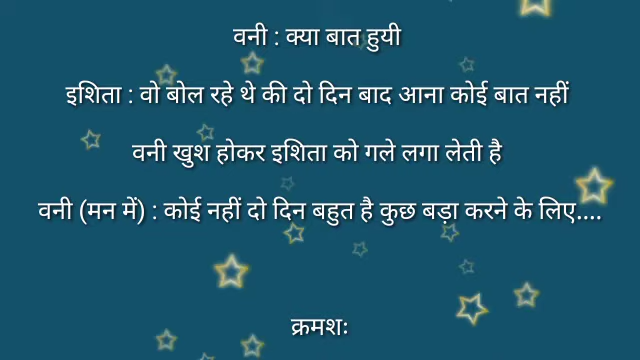 वनी : क्या बात हुयी
इशिता : वो बोल रहे थे की दो दिन बाद आना कोई बात नहीं
वनी खुश होकर इशिता को गले लगा लेती है
वनी (मन में) : कोई नहीं दो दिन बहुत है कुछ बड़ा करने के लिए....
क्रमशः